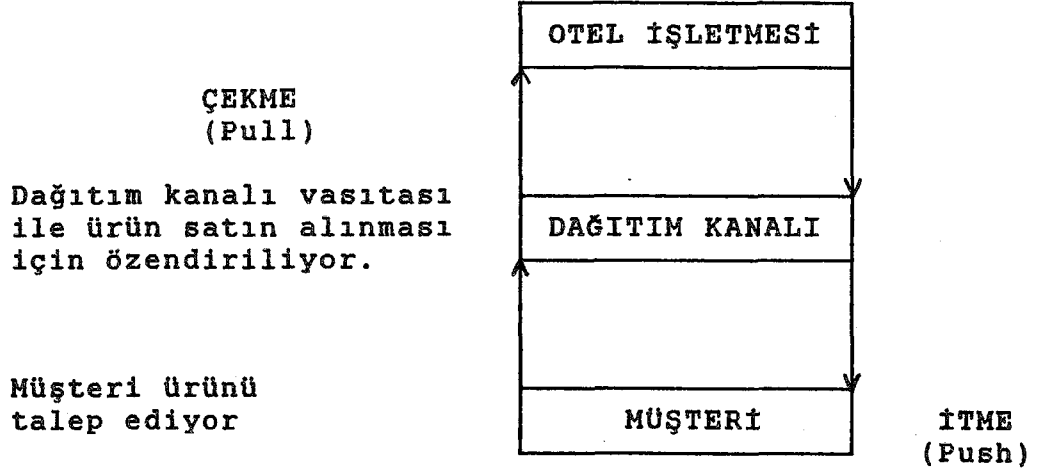 OTEL İŞLETMESİ
ÇEKME
(Pull)
Dağıtım kanalı vasıtası
ile ürün satın alınması
için özendiriliyor.
DAĞITIM KANALI
Müşteri ürünü
talep ediyor
MÜŞTERİ
İTME
(Push)